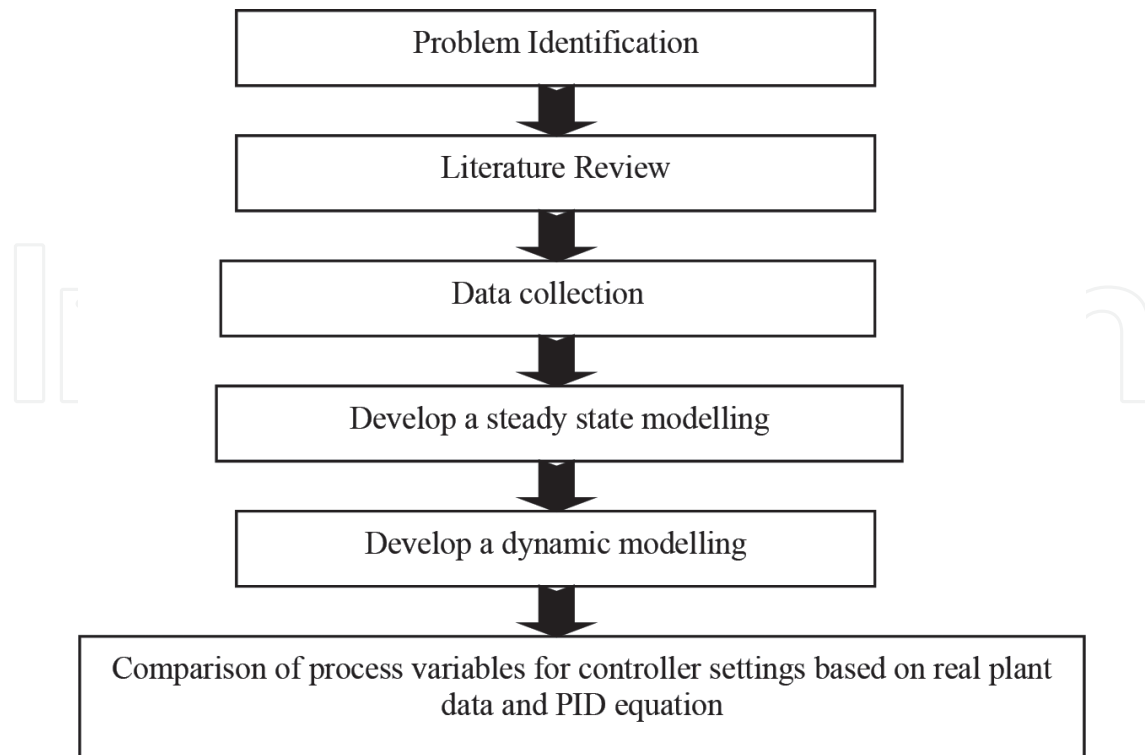 Problem Identification
Literature Review
Data collection
Develop a steady state modelling
Develop a dynamic modelling
Comparison of process variables for controller settings based on real plant
data and PID equation